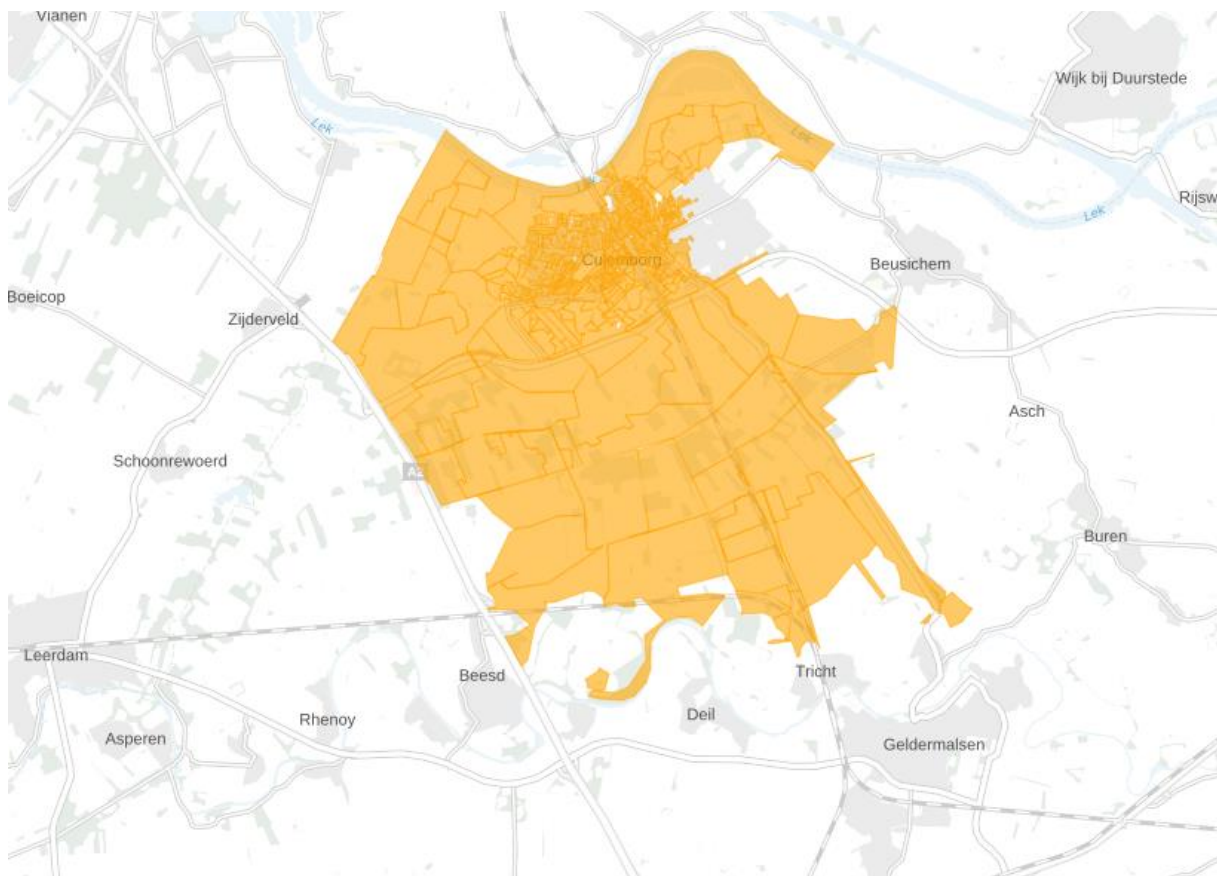 Vianen
Wijk bij Duurstede
Lek
Lek
Rijsw
Lek
Culemborg
Beusichem
Boeicop
Zijderveld
Asch
Schoonrewoerd
A2
Buren
Leerdam
Beesd
Tricht
Rhenoy
Deil
Asperen
Geldermalsen